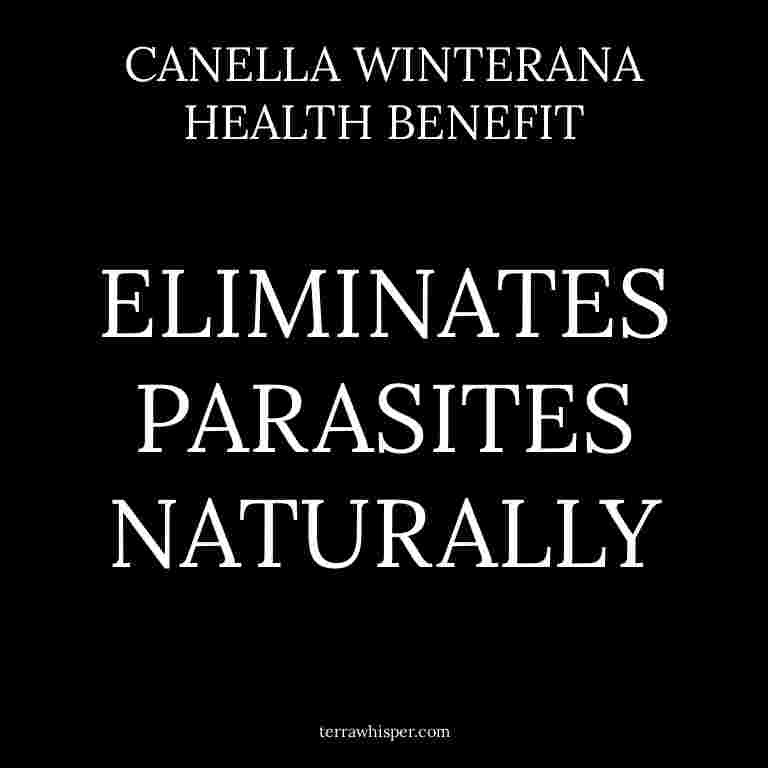 CANELLA WINTERANA
HEALTH BENEFIT
ELIMINATES
PARASITES
NATURALLY
terrawhisper.com